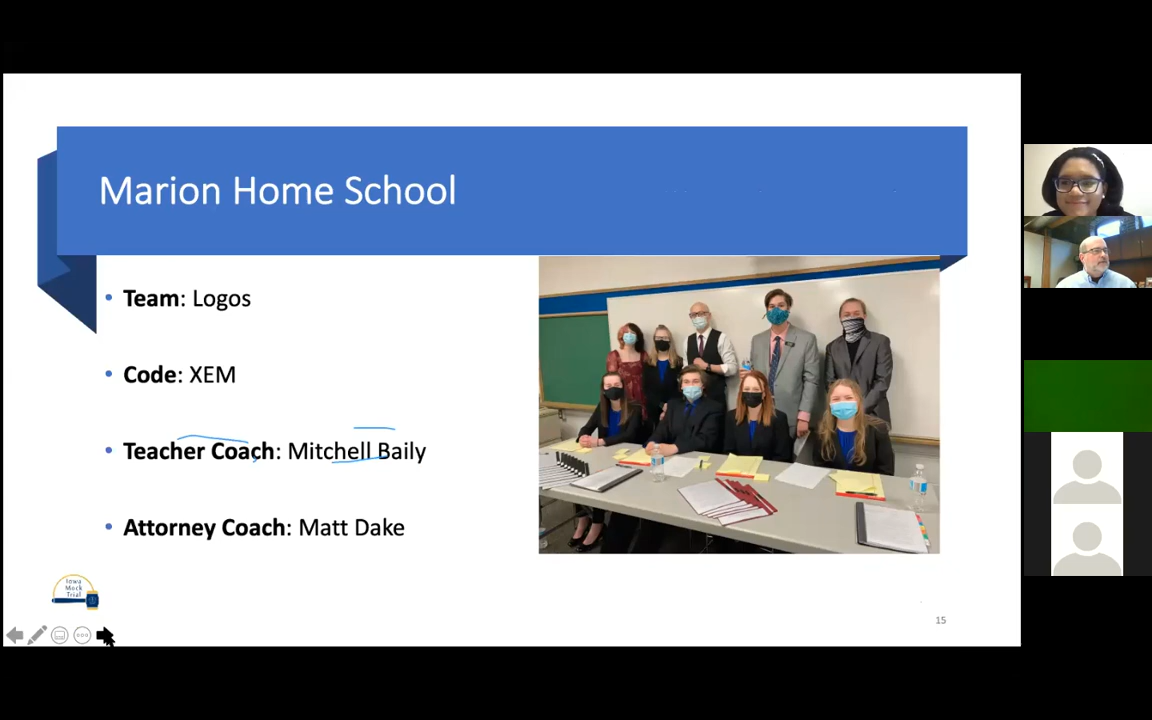 Marion Home School
• Team: Logos
• Code: XEM
• Teacher Coach: Mitchell Baily
• Attorney Coach: Matt Dake
Iowa
Mock
Trial
15